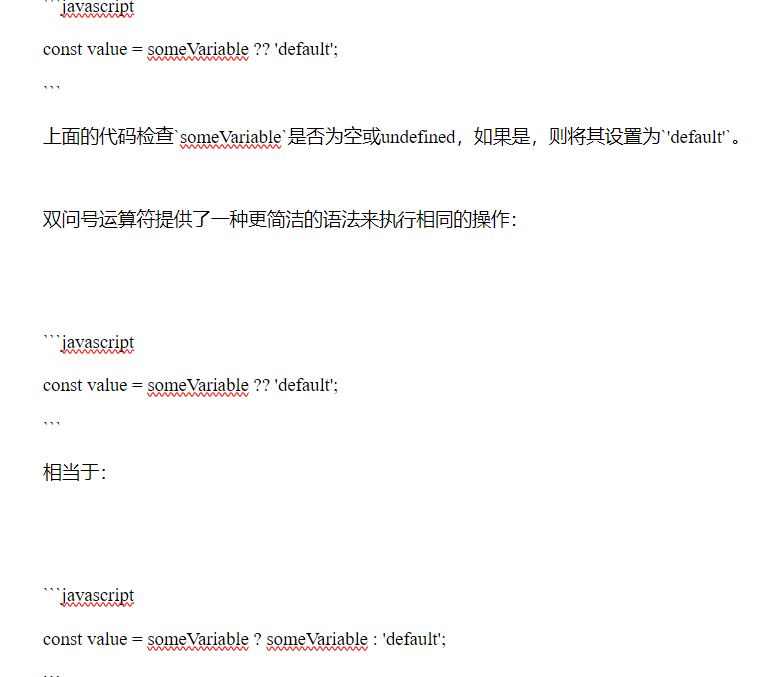 ```javascript
const value = someVariable ?? 'default';
```
上面的代码检查`someVariable`是否为空或undefined，如果是，则将其设置为`'default'`。
双问号运算符提供了一种更简洁的语法来执行相同的操作：
```javascript
const value = someVariable ?? 'default';
```
相当于：
```javascript
const value = someVariable ? someVariable : 'default';
```